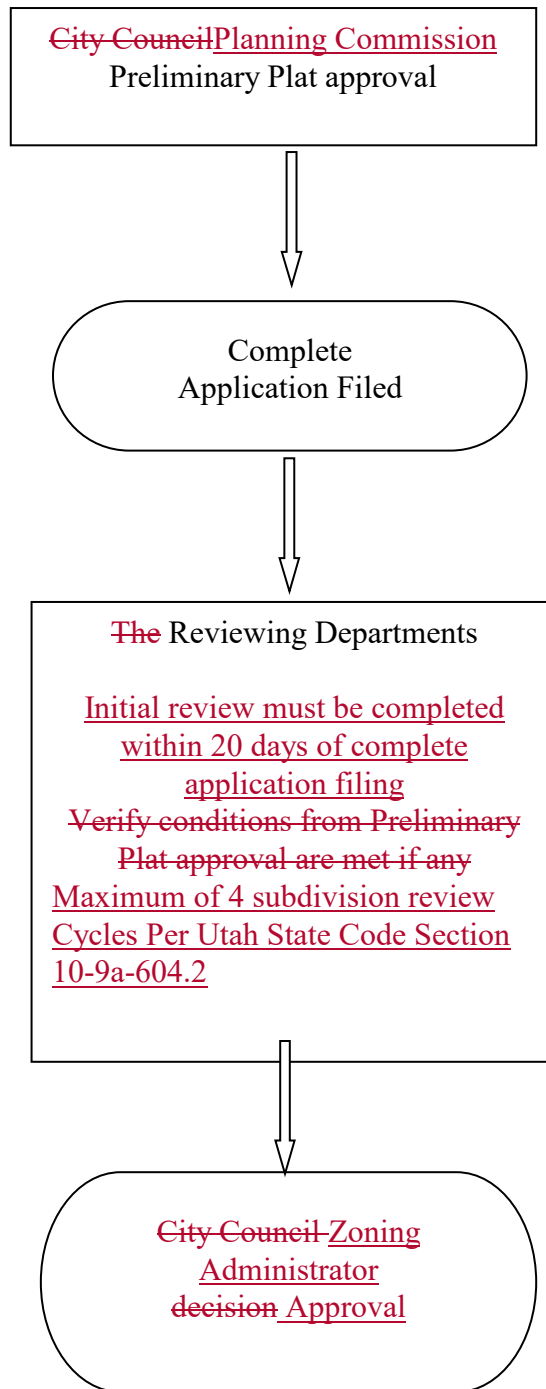 City CouncilPlanning Commission
Preliminary Plat approval
Complete
Application Filed
The Reviewing Departments
Initial review must be completed
within 20 days of complete
application filing
Verify conditions from Preliminary
Plat approval are met if any
Maximum of 4 subdivision review
Cycles Per Utah State Code Section
10-9a-604.2
City Council Zoning
Administrator
decision Approval